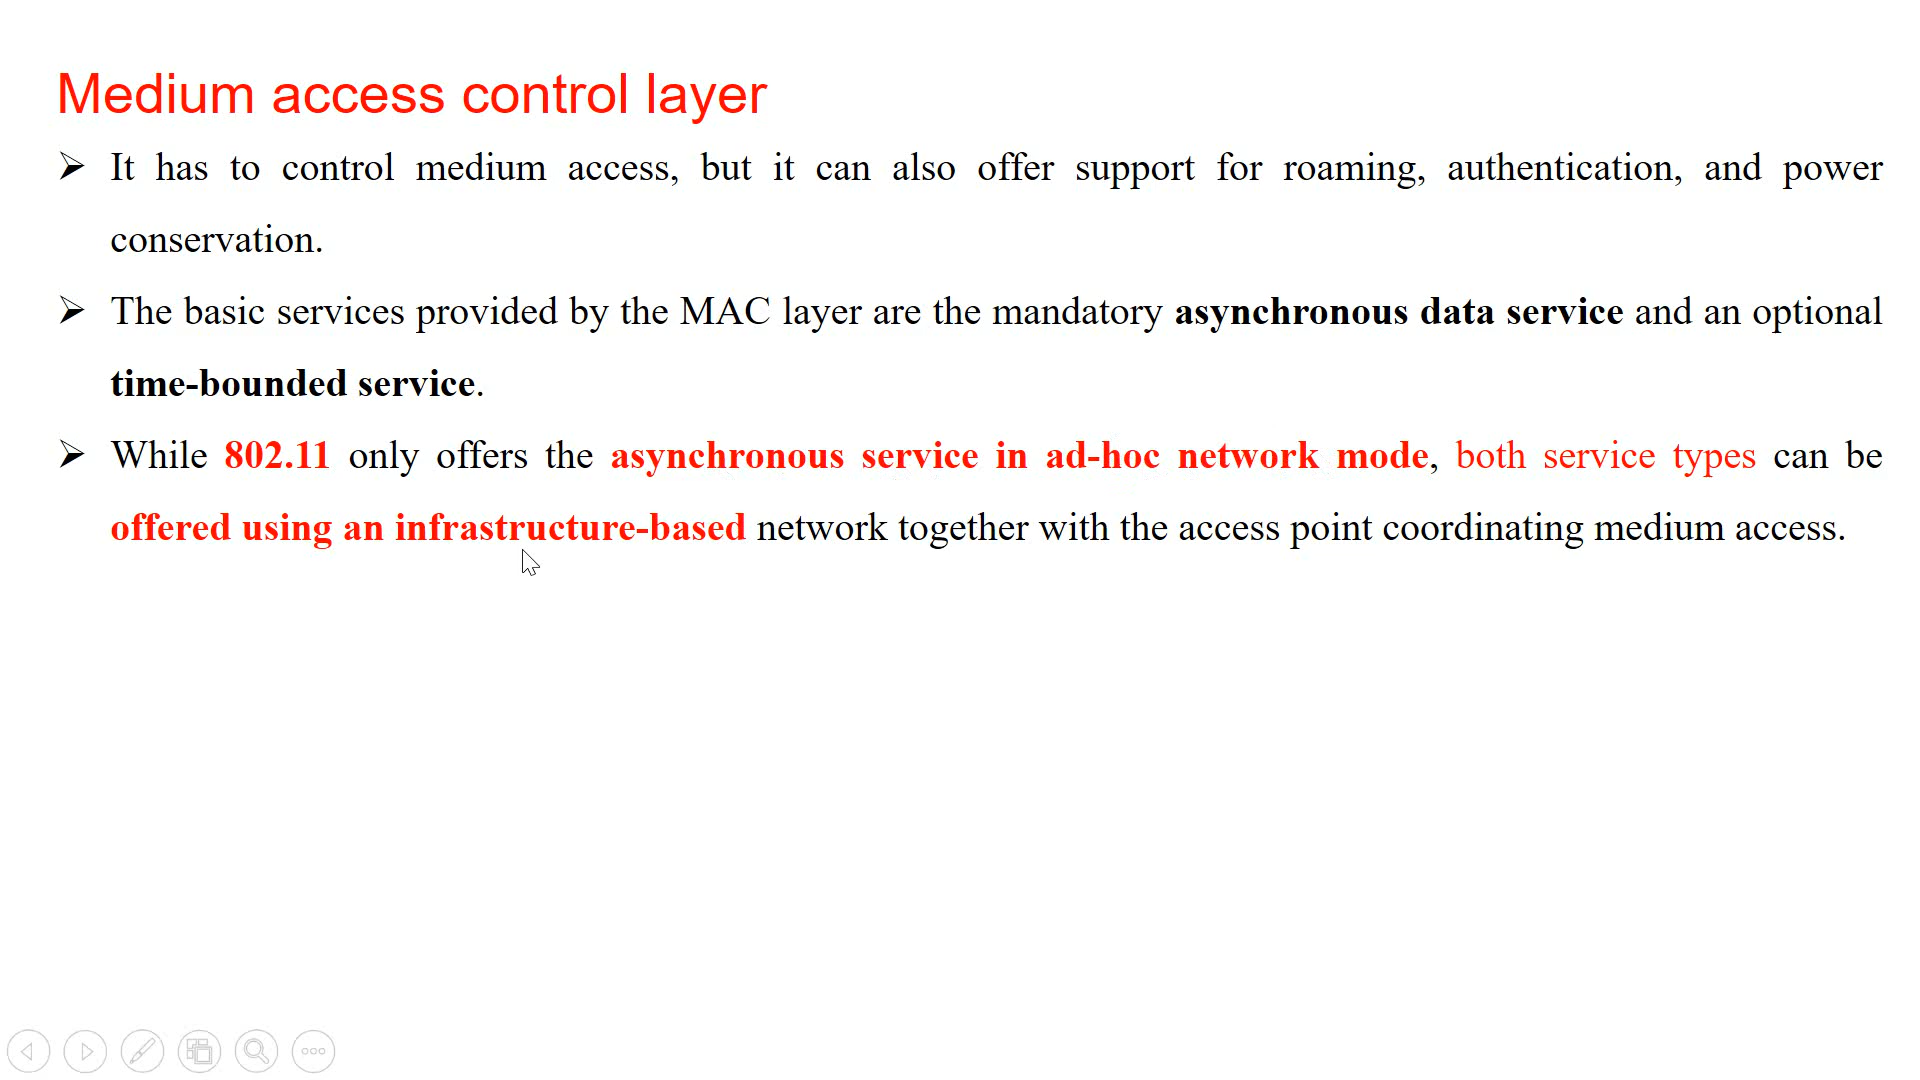 Medium access control layer
It has to control medium access, but it can also offer support for roaming, authentication, and power
conservation.
The basic services provided by the MAC layer are the mandatory asynchronous data service and an optional
time-bounded service.
While 802.11 only offers the asynchronous service in ad-hoc network mode, both service types can be
offered using an infrastructure-based network together with the access point coordinating medium access.